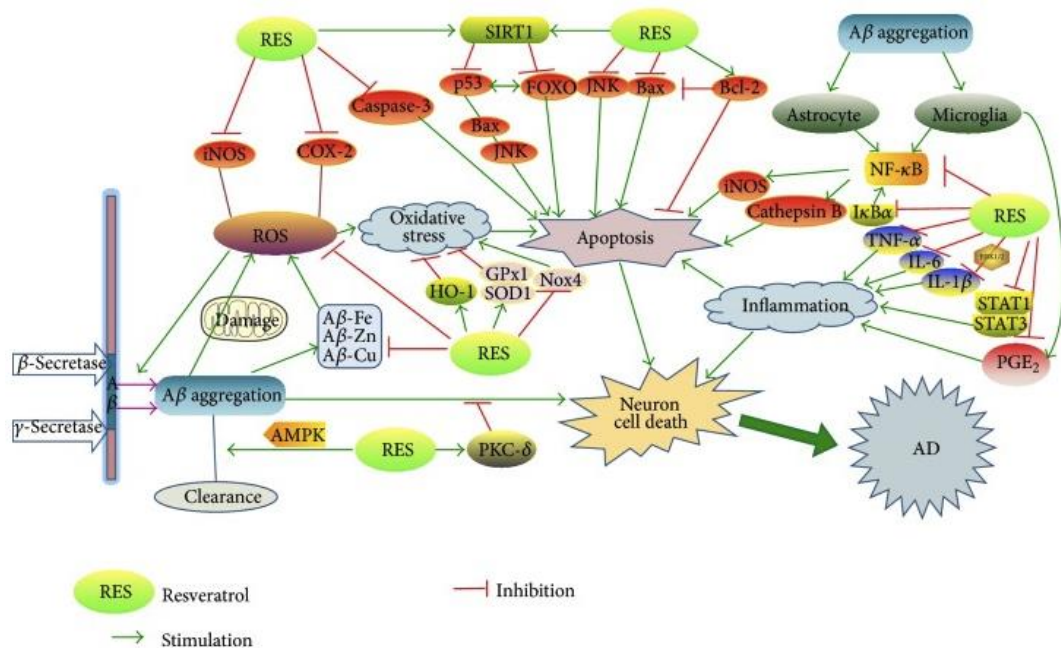 RES
SIRT1
RES
Aβ aggregation
p53
FOXO
JNK
Bax
Bcl-2
Caspase-3
Astrocyte
Microglia
Bax
JNK
iNOS
COX-2
NF-κB
iNOS
Cathepsin B
IκBα
RES
ROS
Oxidative
stress
Apoptosis
TNF-α
IL-6
IL-1β
GPx1
SOD1
Nox4
HO-1
Damage
Inflammation
STAT1
STAT3
Aβ-Fe
Aβ-Zn
Aβ-Cu
RES
PGE₂
β-Secretase
A
β
Aβ aggregation
γ-Secretase
Neuron
cell death
AD
AMPK
RES
PKC-δ
Clearance
RES
Resveratrol
Inhibition
Stimulation